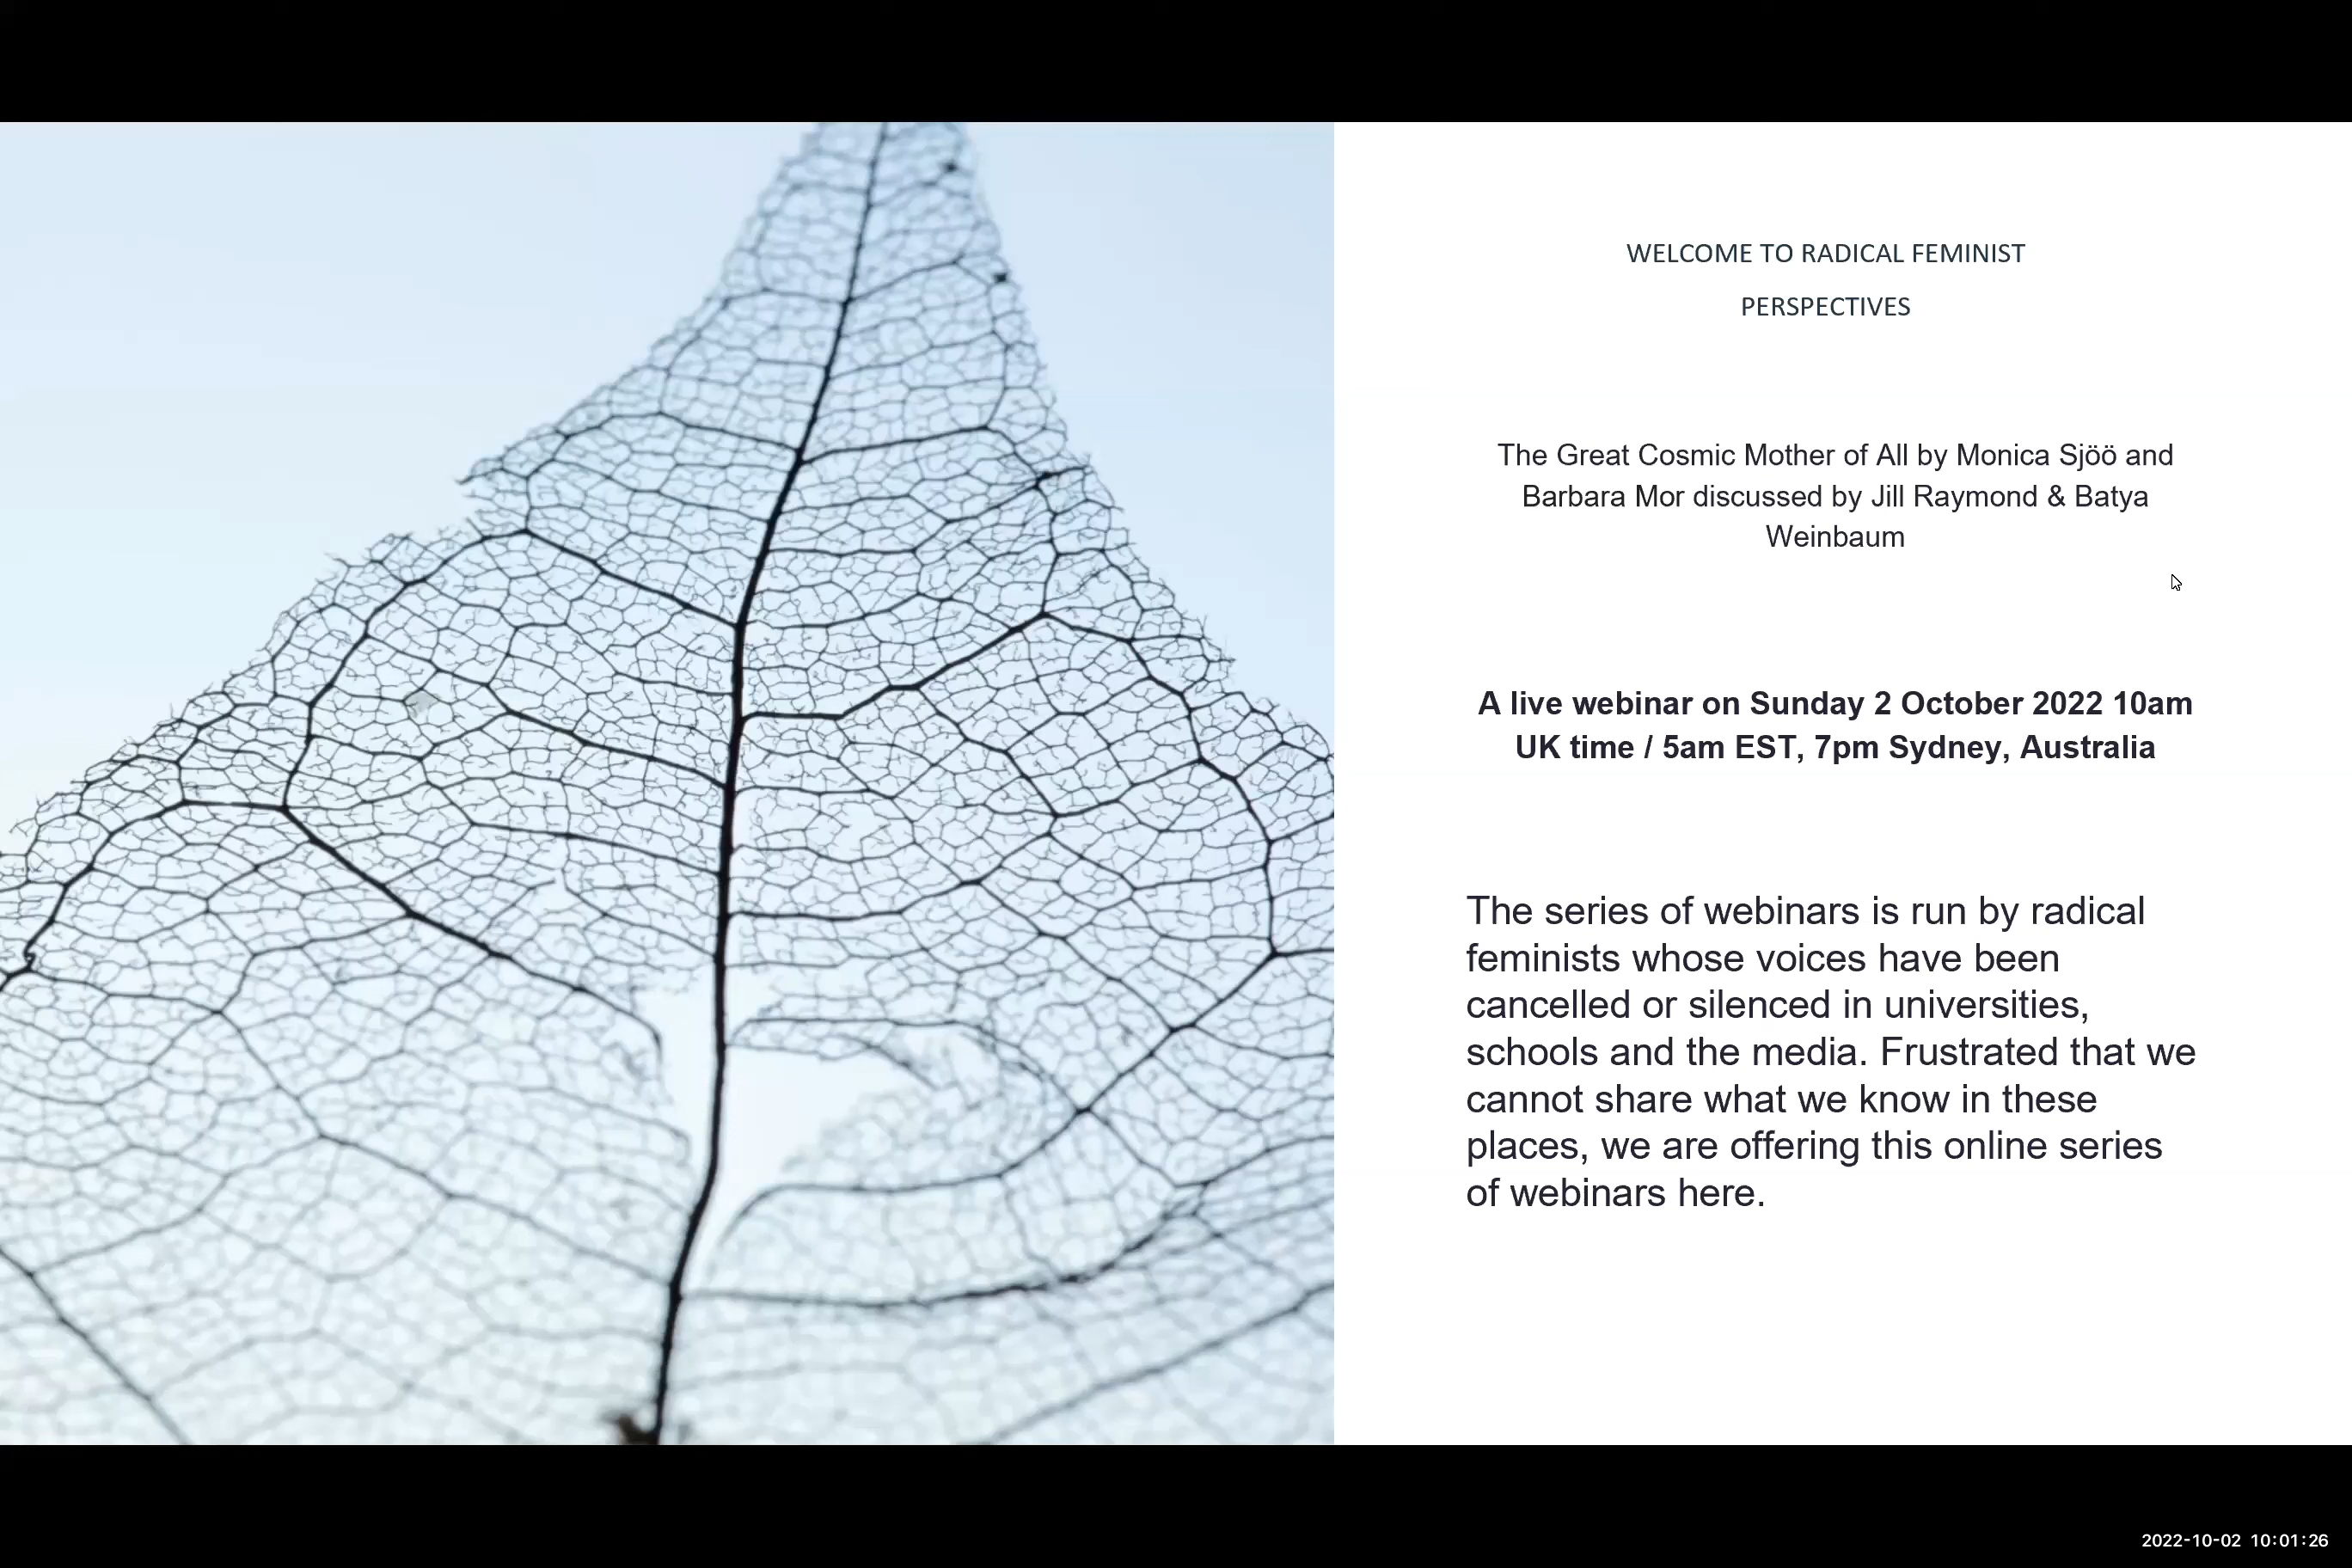 WELCOME TO RADICAL FEMINIST
PERSPECTIVES
The Great Cosmic Mother of All by Monica Sjöö and
Barbara Mor discussed by Jill Raymond & Batya
Weinbaum
A live webinar on Sunday 2 October 2022 10am
UK time / 5am EST, 7pm Sydney, Australia
The series of webinars is run by radical
feminists whose voices have been
cancelled or silenced in universities,
schools and the media. Frustrated that we
cannot share what we know in these
places, we are offering this online series
of webinars here.
2022-10-02 10:01:26